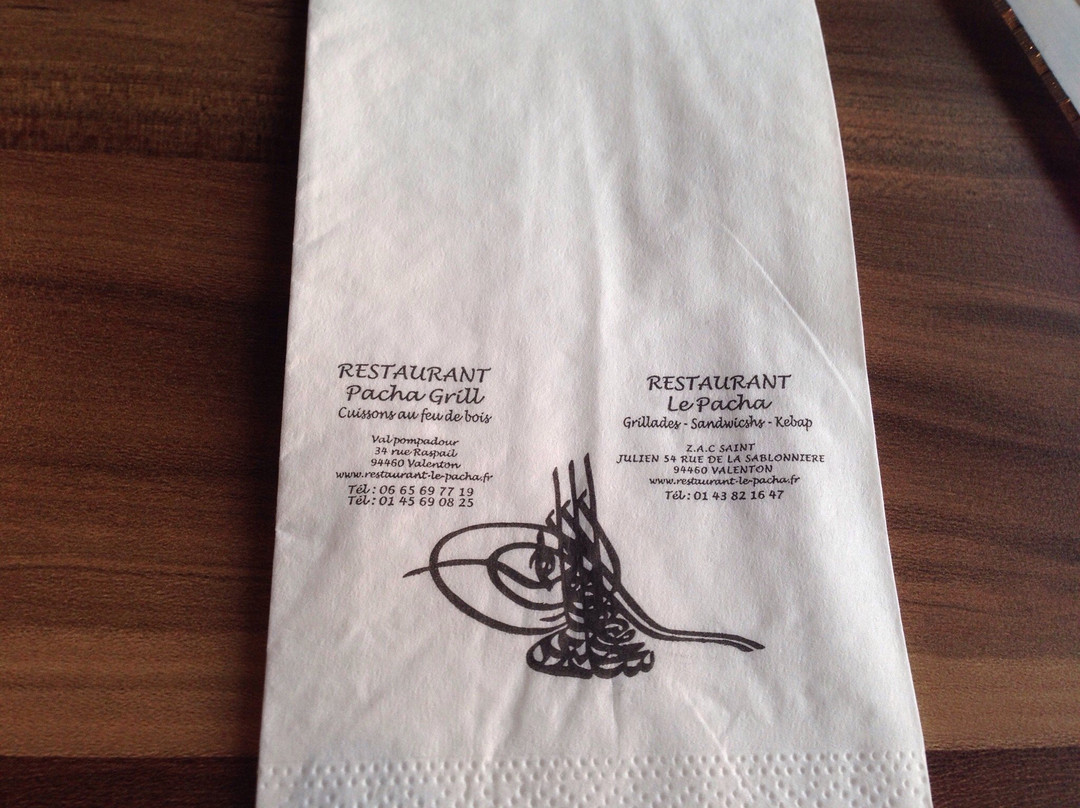 RESTAURANT
Pacha Grill
Cuissons au feu de bois
Val pompadour
34 rue Raspail
94460 Valenton
www.restaurant-le-pacha.fr
Tél : 06 65 69 77 19
Tél : 01 45 69 08 25
RESTAURANT
Le Pacha
Grillades - Sandwicshs - Kebap
Z.A.C SAINT
JULIEN 54 RUE DE LA SABLONNIERE
94460 VALENTON
www.restaurant-le-pacha.fr
Tél : 01 43 82 16 47